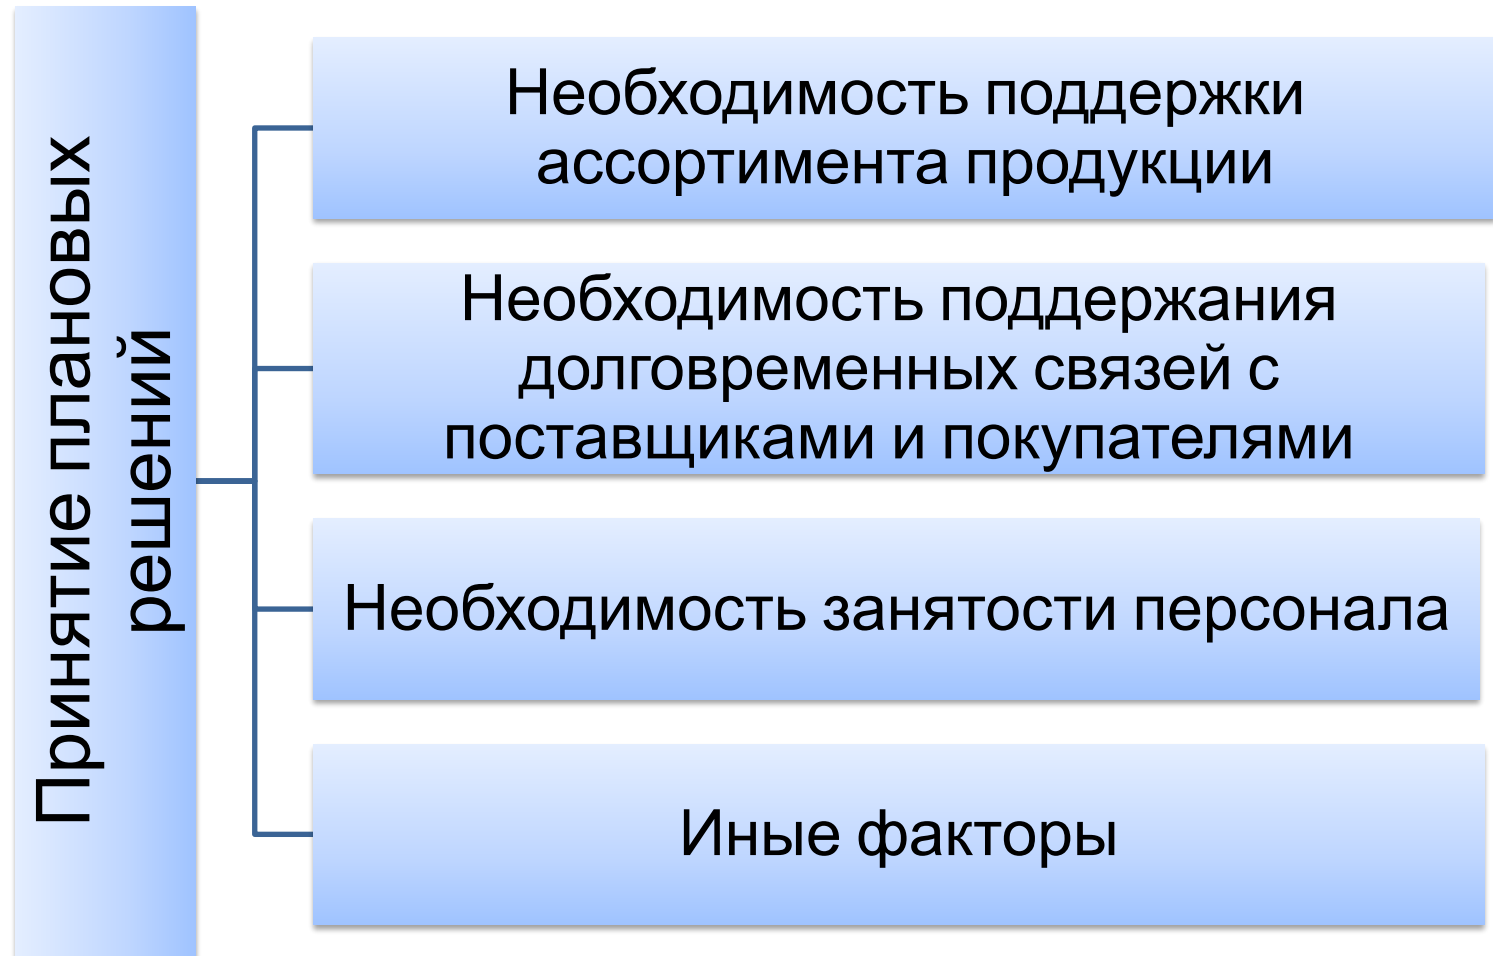 Принятие плановых
решений
Необходимость поддержки
ассортимента продукции
Необходимость поддержания
долговременных связей с
поставщиками и покупателями
Необходимость занятости персонала
Иные факторы